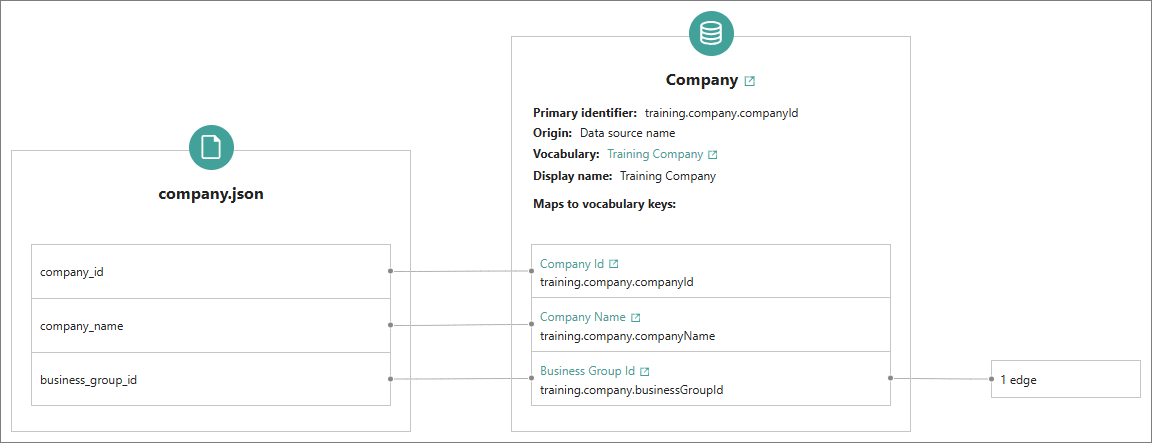 company.json
company_id
company_name
business_group_id
Company
Primary identifier: training.company.companyId
Origin: Data source name
Vocabulary: Training Company
Display name: Training Company
Maps to vocabulary keys:
Company Id
training.company.companyId
Company Name
training.company.companyName
Business Group Id
training.company.businessGroupId
1 edge